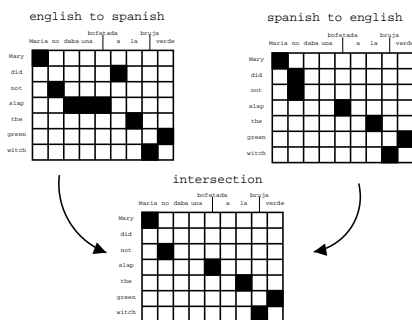 english to spanish
bofetada bruja
Maria no daba una a la verde
Mary
did
not
slap
the
green
witch
spanish to english
bofetada bruja
Maria no daba una a la verde
Mary
did
not
slap
the
green
witch
intersection
bofetada bruja
Maria no daba una a la verde
Mary
did
not
slap
the
green
witch